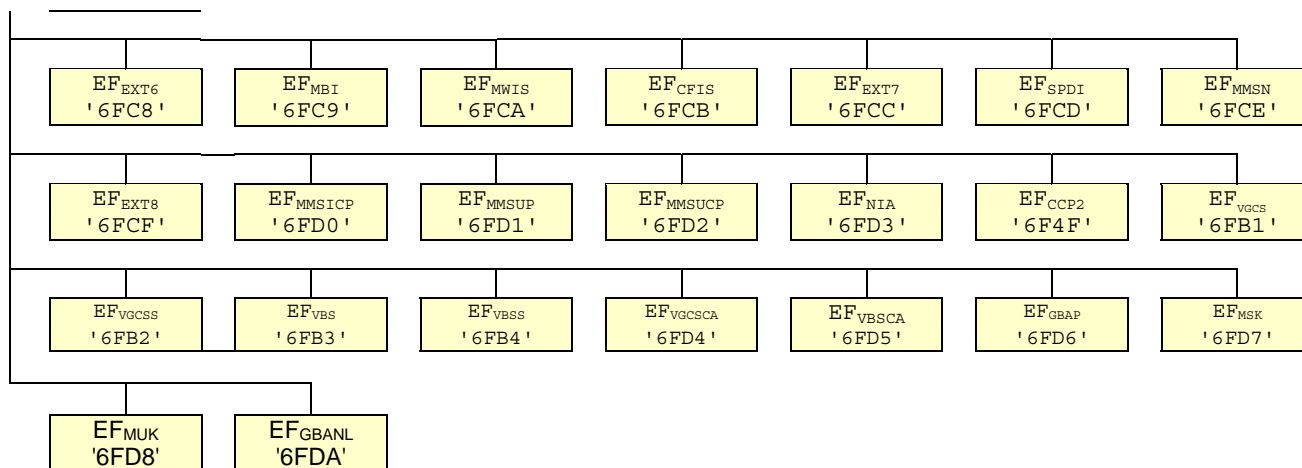 EFEXT6 EFMBI EFMWIS EFCFIS EFEXT7 EFSPDI EFMMSN
'6FC8' '6FC9' '6FCA' '6FCB' '6FCC' '6FCD' '6FCE'
EFEXT8 EFMMSICP EFMMSUP EFMMSUCP EFNIA EFCCP2 EFVGCS
'6FCF' '6FD0' '6FD1' '6FD2' '6FD3' '6F4F' '6FB1'
EFVGCSS EFVBS EFVBSS EFVGCSCA EFVBSCA EFGBAP EFMSK
'6FB2' '6FB3' '6FB4' '6FD4' '6FD5' '6FD6' '6FD7'
EFMUK EFGBANL
'6FD8' '6FDA'